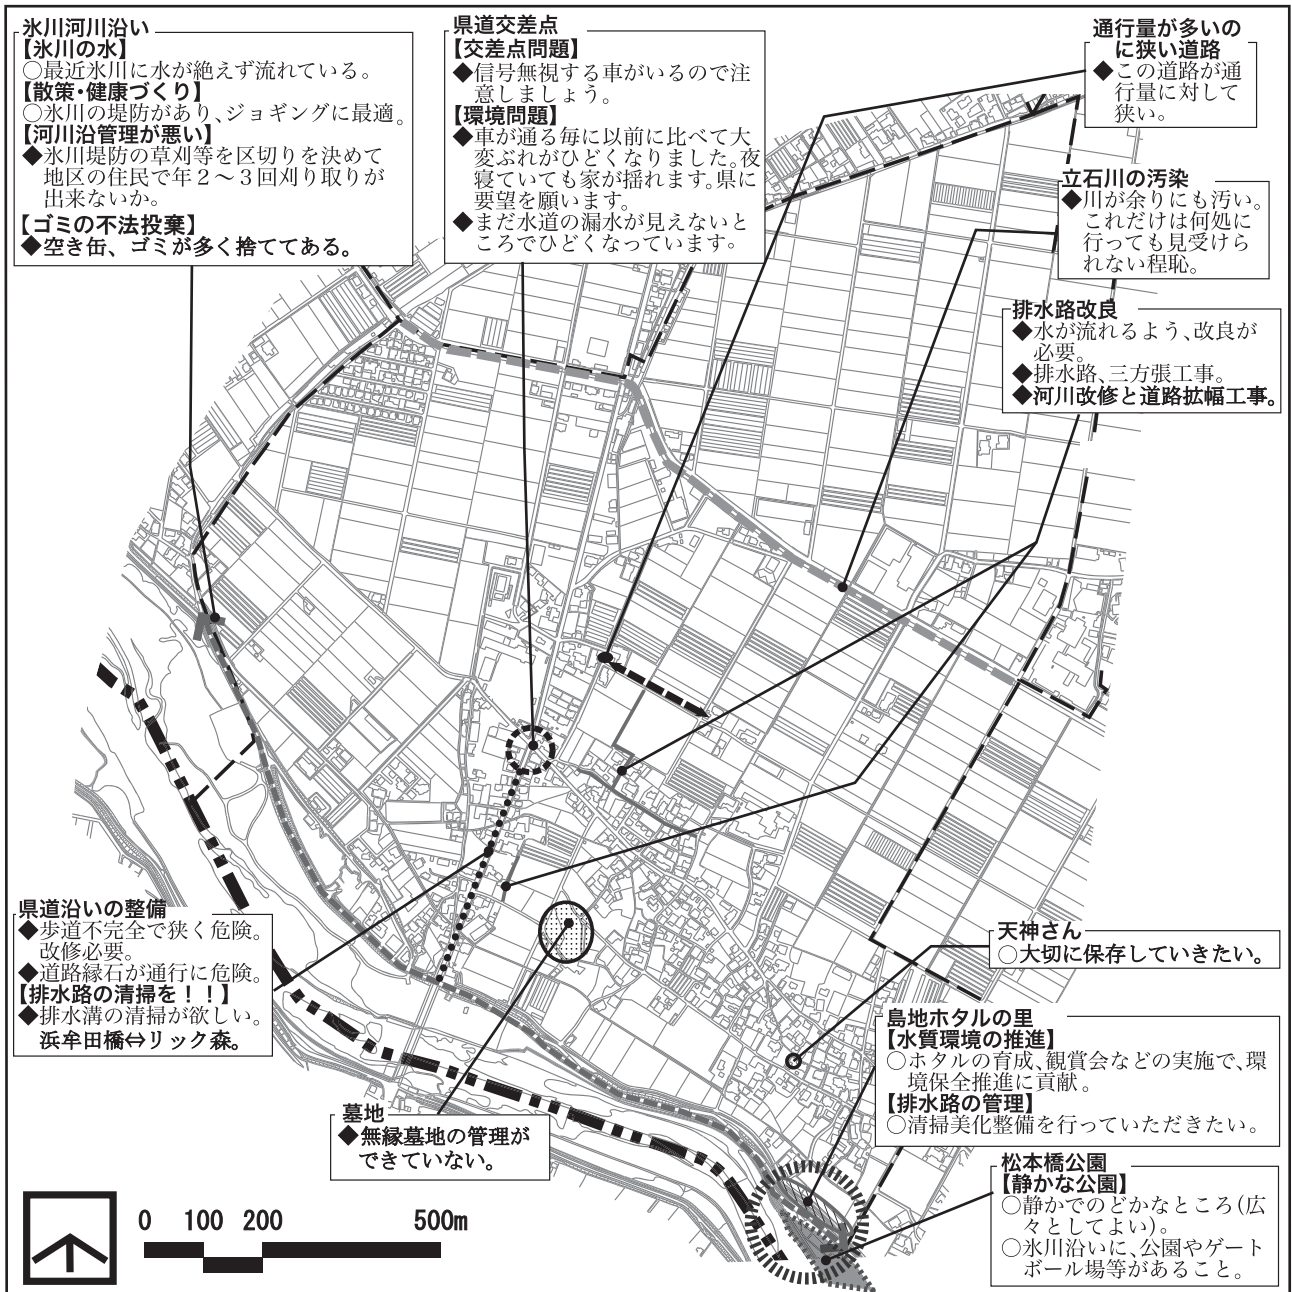 氷川河川沿い
【氷川の水】
○最近氷川に水が絶えず流れている。
【散策・健康づくり】
○氷川の堤防があり、ジョギングに最適。
【河川沿管理が悪い】
◆氷川堤防の草刈等を区切りを決めて
地区の住民で年２～３回刈り取りが
出来ないか。
【ゴミの不法投棄】
◆空き缶、ゴミが多く捨ててある。
県道交差点
【交差点問題】
◆信号無視する車がいるので注
意しましょう。
【環境問題】
◆車が通る毎に以前に比べて大
変ぶれがひどくなりました。夜
寝ていても家が揺れます。県に
要望を願います。
◆まだ水道の漏水が見えないと
ころでひどくなっています。
通行量が多いの
に狭い道路
◆この道路が通
行量に対して
狭い。
立石川の汚染
◆川が余りにも汚い。
これだけは何処に
行っても見受けら
れない程恥。
排水路改良
◆水が流れるよう、改良が
必要。
◆排水路、三方張工事。
◆河川改修と道路拡幅工事。
県道沿いの整備
◆歩道不完全で狭く危険。
改修必要。
◆道路縁石が通行に危険。
【排水路の清掃を！！】
◆排水溝の清掃が欲しい。
浜牟田橋⇔リック森。
天神さん
○大切に保存していきたい。
島地ホタルの里
【水質環境の推進】
○ホタルの育成、観賞会などの実施で、環
境保全推進に貢献。
【排水路の管理】
○清掃美化整備を行っていただきたい。
墓地
◆無縁墓地の管理が
できていない。
松本橋公園
【静かな公園】
○静かでのどかなところ（広
々としてよい）。
○氷川沿いに、公園やゲート
ボール場等があること。
0 100 200 500m